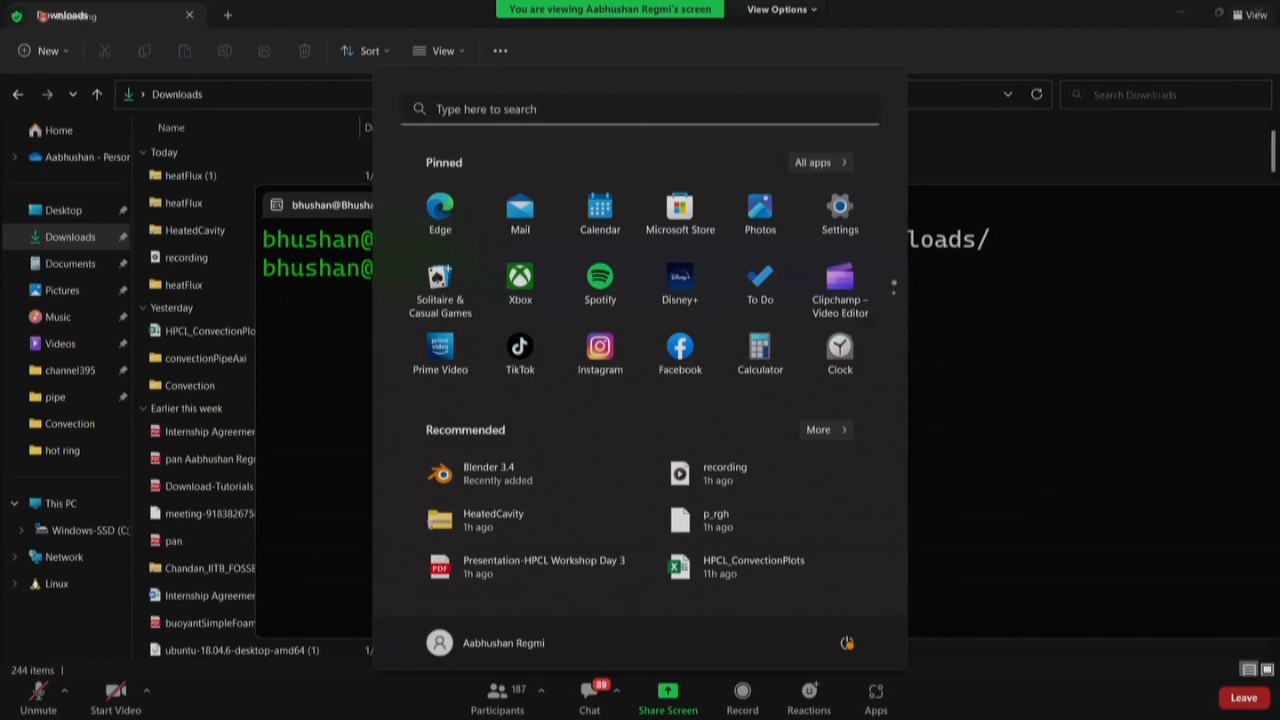 Downloads
You are viewing Aabhushan Regmi's screen
View Options
View
New
Sort
View
Downloads
Search Downloads
Type here to search
Home
Aabhushan - Perso
Desktop
Downloads
Documents
Pictures
Music
Videos
channel395
pipe
Convection
hot ring
This PC
Windows-SSD (C:
Network
Linux
Name
Today
heatFlux (1)
1/
heatFlux
HeatedCavity
recording
heatFlux
Yesterday
HPCL_ConvectionPlo
convectionPipeAxi
Convection
Earlier this week
Internship Agreemer
pan Aabhushan Regr
Download-Tutorials
meeting-918382675
pan
Chandan_IITB_FOSSE
Internship Agreemer
buoyantSimpleFoam
ubuntu-18.04.6-desktop-amd64 (1)
1/
bhushan@Bhusha
bhushan@
loads/
bhushan@
Pinned
All apps
Edge
Mail
Calendar
Microsoft Store
Photos
Settings
Solitaire &
Casual Games
Xbox
Spotify
Disney+
To Do
Clipchamp –
Video Editor
Prime Video
TikTok
Instagram
Facebook
Calculator
Clock
Recommended
More
Blender 3.4
Recently added
recording
1h ago
HeatedCavity
1h ago
p_rgh
1h ago
Presentation-HPCL Workshop Day 3
1h ago
HPCL_ConvectionPlots
11h ago
Aabhushan Regmi
244 items
Unmute
Start Video
187
Participants
89
Chat
Share Screen
Record
Reactions
Apps
Leave